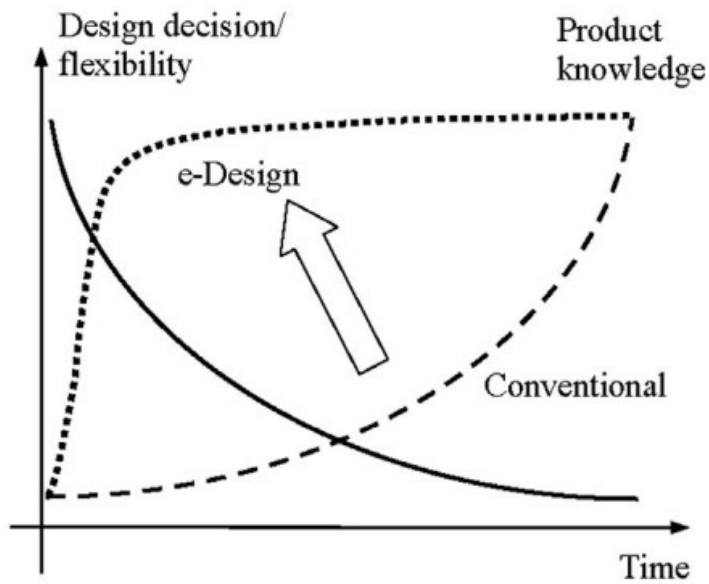 Design decision/
flexibility
Product
knowledge
e-Design
Conventional
Time